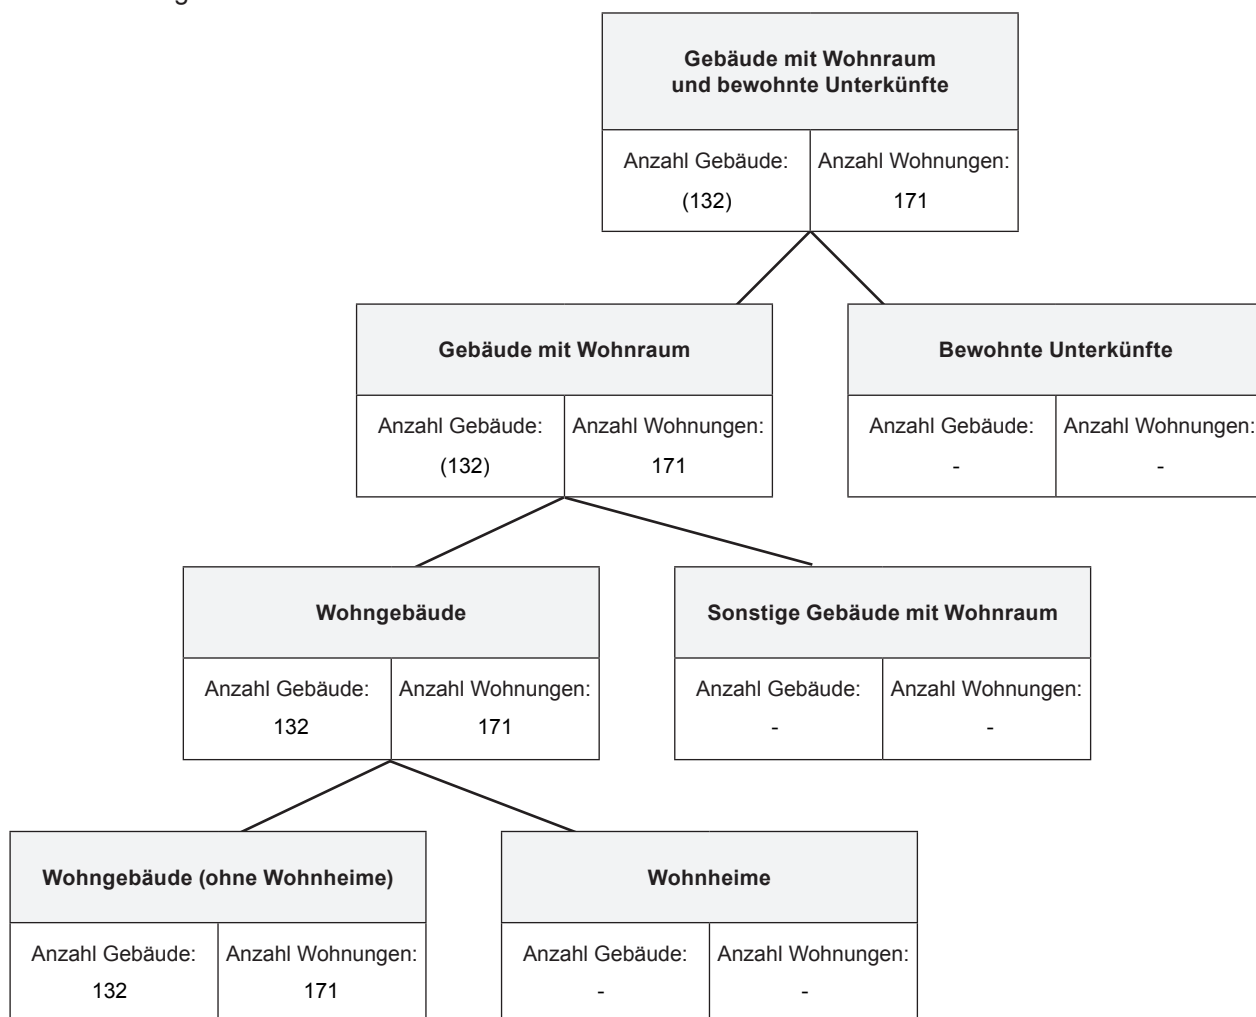 Gebäude mit Wohnraum
und bewohnte Unterkünfte
Anzahl Gebäude: Anzahl Wohnungen:
(132) 171
Gebäude mit Wohnraum Bewohnte Unterkünfte
Anzahl Gebäude: Anzahl Wohnungen: Anzahl Gebäude: Anzahl Wohnungen:
(132) 171 - -
Wohngebäude Sonstige Gebäude mit Wohnraum
Anzahl Gebäude: Anzahl Wohnungen: Anzahl Gebäude: Anzahl Wohnungen:
132 171 - -
Wohngebäude (ohne Wohnheime) Wohnheime
Anzahl Gebäude: Anzahl Wohnungen: Anzahl Gebäude: Anzahl Wohnungen:
132 171 - -